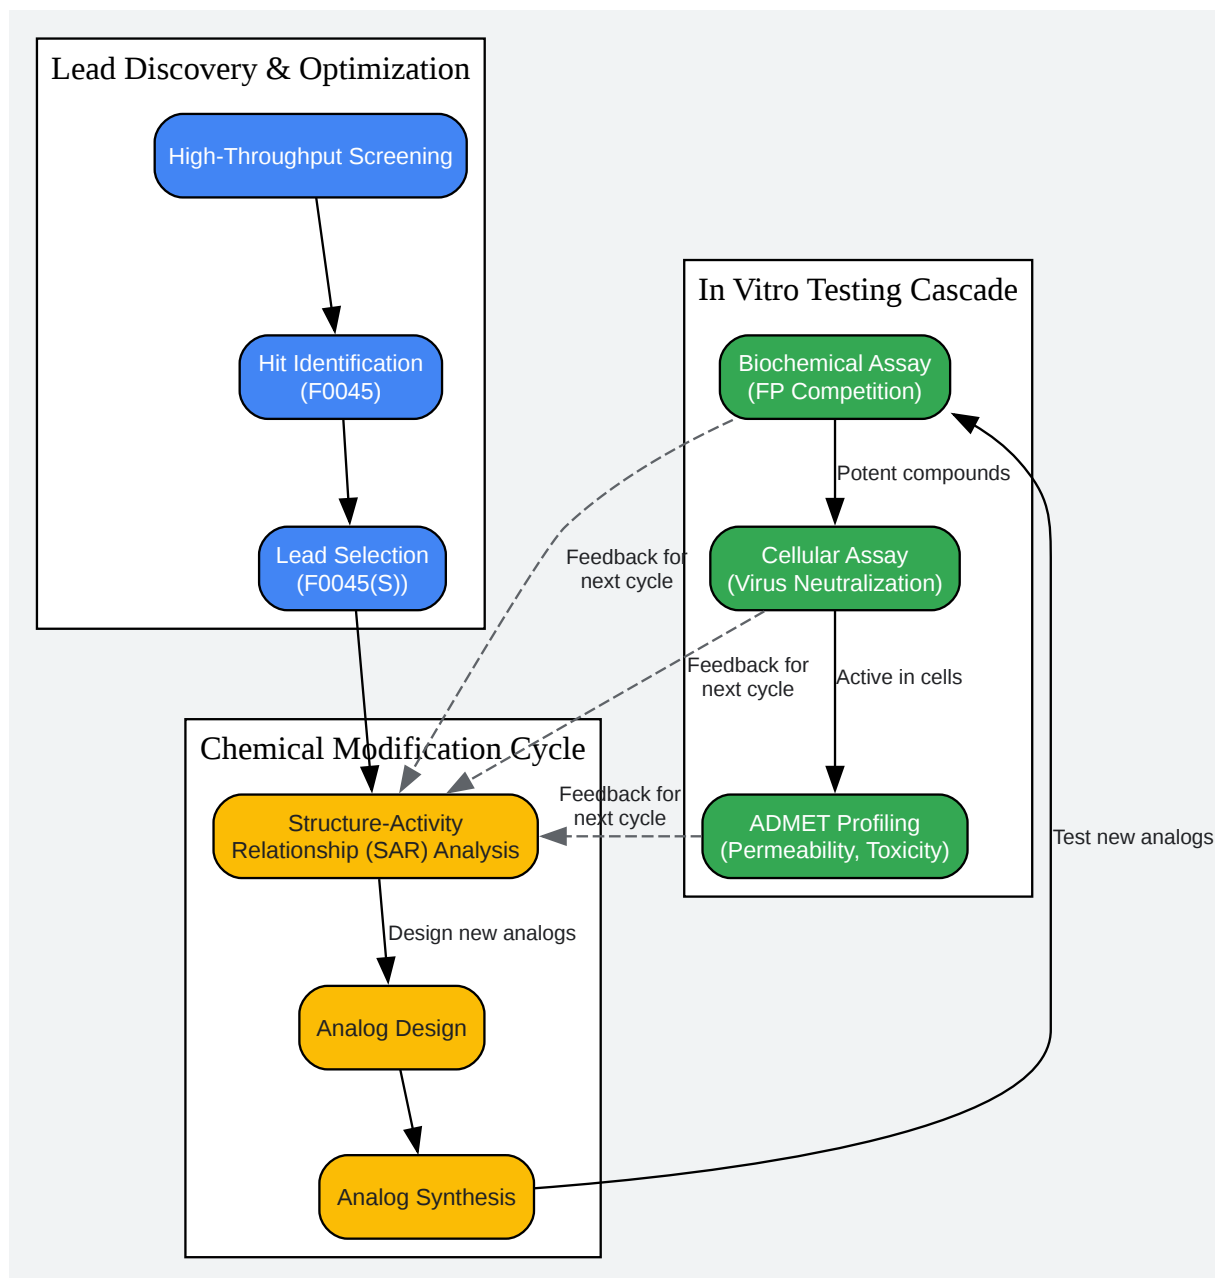 Lead Discovery & Optimization
High-Throughput Screening
Hit Identification
(F0045)
Lead Selection
(F0045(S))
In Vitro Testing Cascade
Biochemical Assay
(FP Competition)
Potent compounds
Cellular Assay
(Virus Neutralization)
Feedback for
next cycle
Feedback for
next cycle
Active in cells
Chemical Modification Cycle
Feedback for
next cycle
Structure-Activity
Relationship (SAR) Analysis
ADMET Profiling
(Permeability, Toxicity)
Test new analogs
Design new analogs
Analog Design
Analog Synthesis